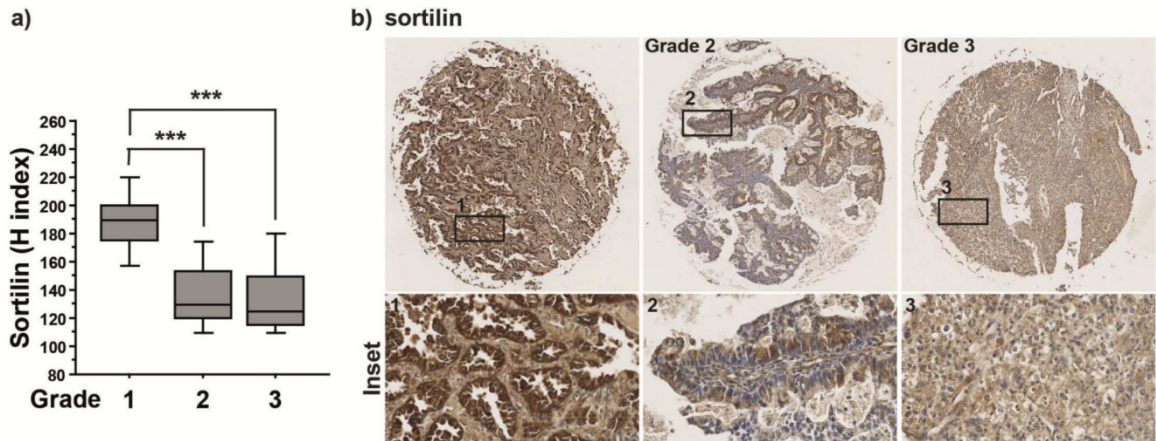 a)
Sortilin (H index)
260
240
220
200
180
160
140
120
100
80
***
***
Grade 1 2 3
b) sortilin
Grade 2
Grade 3
1
2
3
Inset
1
2
3